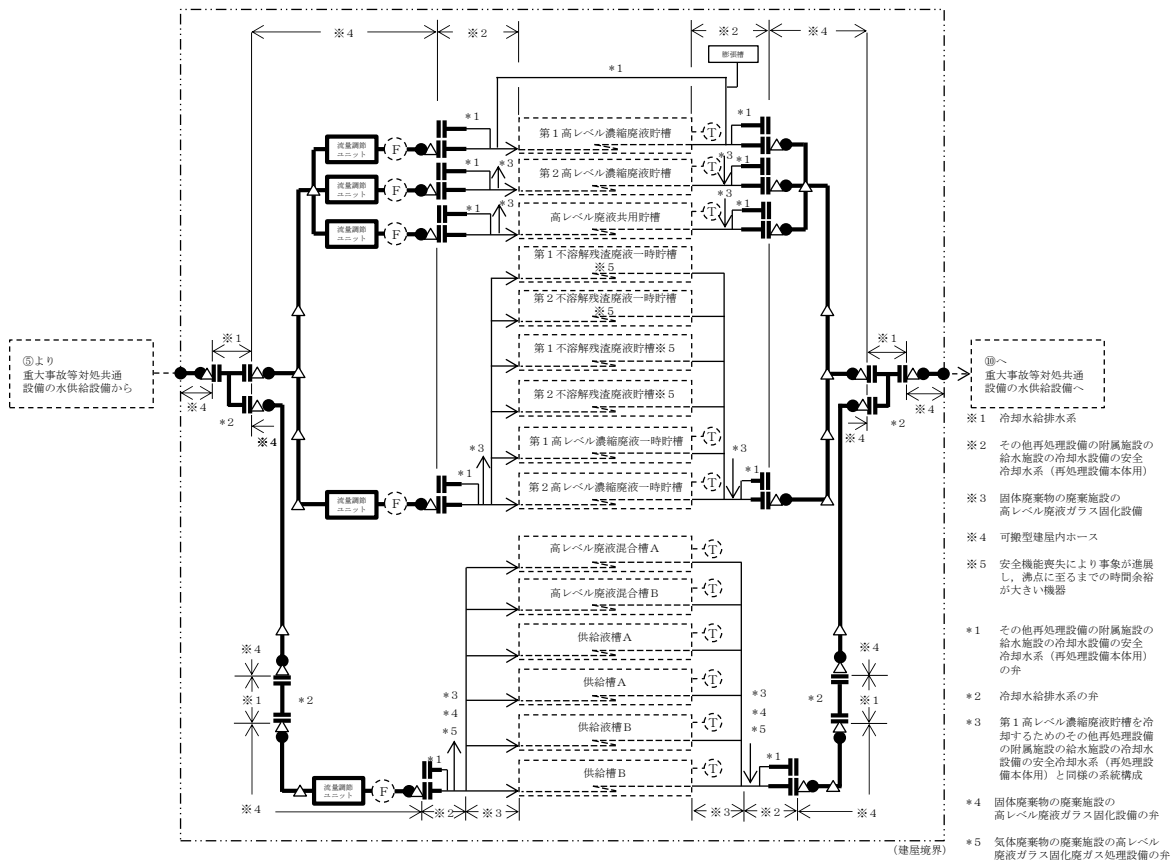 ※4
※2
※2
※4
膨張槽
*1
*1
第1高レベル濃縮廃液貯槽
T
*1
流量調節
ユニット
F
*1
*3
第2高レベル濃縮廃液貯槽
T
*3
*1
流量調節
ユニット
F
*1
*3
高レベル廃液共用貯槽
T
*1
流量調節
ユニット
F
第1不溶解残渣廃液一時貯槽
※5
第2不溶解残渣廃液一時貯槽
※5
第1不溶解残渣廃液貯槽※5
第2不溶解残渣廃液貯槽※5
*3
*1
第1高レベル濃縮廃液一時貯槽
*3
*1
第2高レベル濃縮廃液一時貯槽
流量調節
ユニット
F
⑤より
重大事故等対処共通
設備の水供給設備から
※1
※4
*2
※4
※1
※4
*2
※4
⑩へ
重大事故等対処共通
設備の水供給設備へ
高レベル廃液混合槽A
T
高レベル廃液混合槽B
T
供給液槽A
T
供給槽A
T
供給液槽B
T
供給槽B
T
※4
※1
*2
*3
*4
*5
*1
流量調節
ユニット
F
※4
※2
※3
*3
*4
*5
*1
※3
※2
※4
※4
*2
※1
(建屋境界)
※1 冷却水給排水系
※2 その他再処理設備の附属施設の
給水施設の冷却水設備の安全
冷却水系（再処理設備本体用）
※3 固体廃棄物の廃棄施設の
高レベル廃液ガラス固化設備
※4 可搬型建屋内ホース
※5 安全機能喪失により事象が進展
し，沸点に至るまでの時間余裕
が大きい機器
*1 その他再処理設備の附属施設の
給水施設の冷却水設備の安全
冷却水系（再処理設備本体用）
の弁
*2 冷却水給排水系の弁
*3 第1高レベル濃縮廃液貯槽を冷
却するためのその他再処理設備
の附属施設の給水施設の冷却水
設備の安全冷却水系（再処理設
備本体用）と同様の系統構成
*4 固体廃棄物の廃棄施設の
高レベル廃液ガラス固化設備の弁
*5 気体廃棄物の廃棄施設の高レベル
廃液ガラス固化廃ガス処理設備の弁